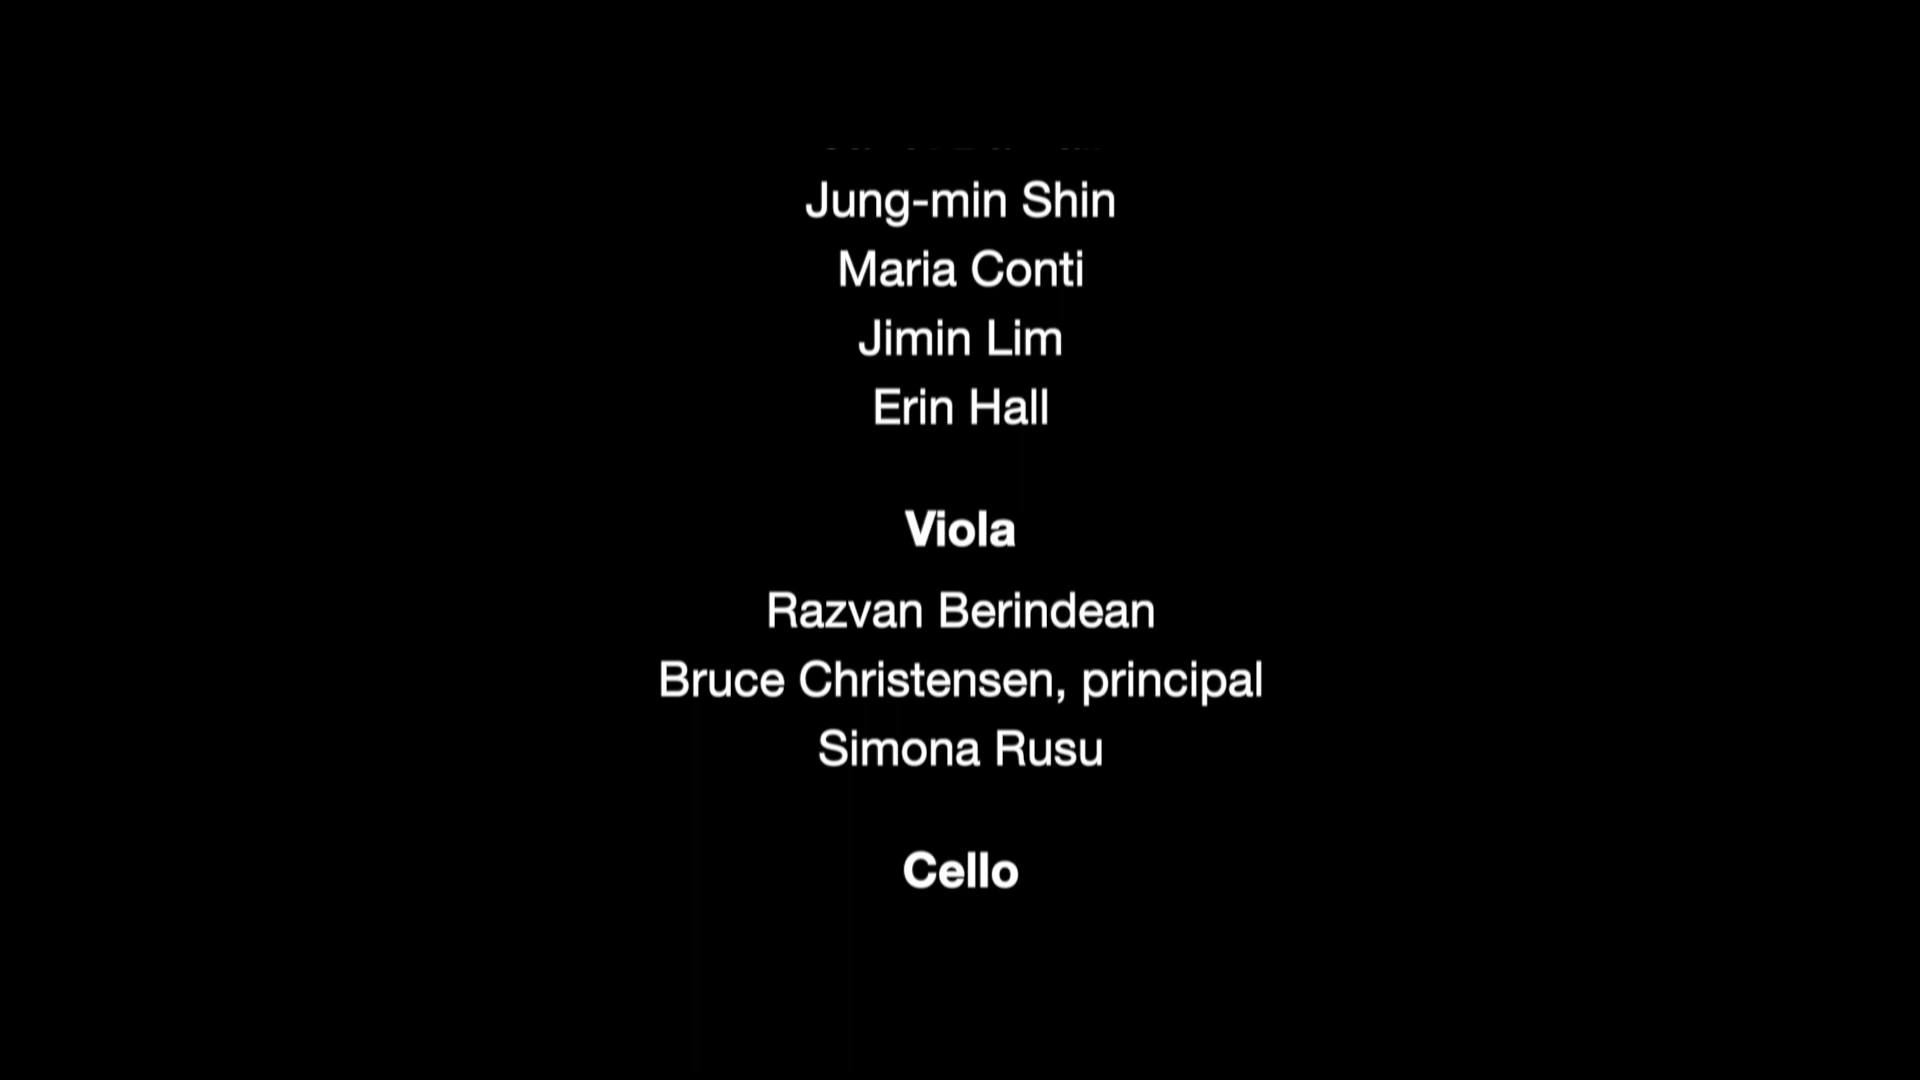 Jung-min Shin
Maria Conti
Jimin Lim
Erin Hall
Viola
Razvan Berindean
Bruce Christensen, principal
Simona Rusu
Cello